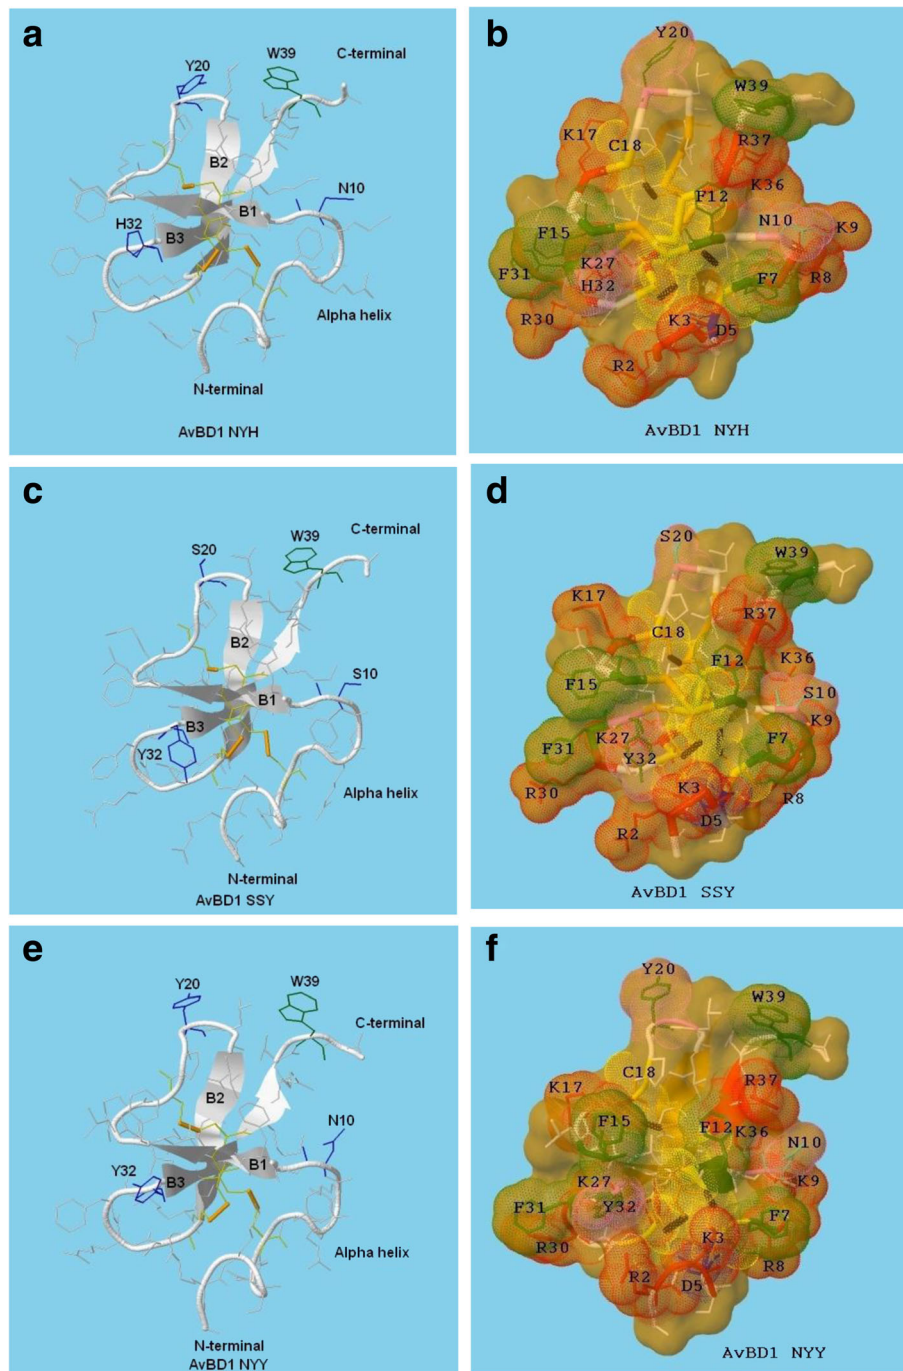 a
W39
C-terminal
Y20
B2
N10
B1
H32
B3
Alpha helix
N-terminal
AvBD1 NYH
b
Y20
W39
K17
C18
R37
K36
F12
N10
K9
F15
F31
K27
H32
F7
R8
R30
K3
D5
R2
AvBD1 NYH
c
C-terminal
W39
S20
B2
S10
B1
B3
Y32
Alpha helix
N-terminal
AvBD1 SSY
d
S20
W39
K17
R37
C18
F12
K36
F15
S10
K9
F31
K27
F7
Y32
R30
K3
R8
D5
R2
AvBD1 SSY
e
Y20
W39
C-terminal
B2
N10
B1
Y32
B3
Alpha helix
N-terminal
AvBD1 NYY
f
Y20
W39
C18
K17
R37
F15
F12
K36
N10
K27
K9
F31
Y32
F7
R30
K3
R8
R2
D5
AvBD1 NYY